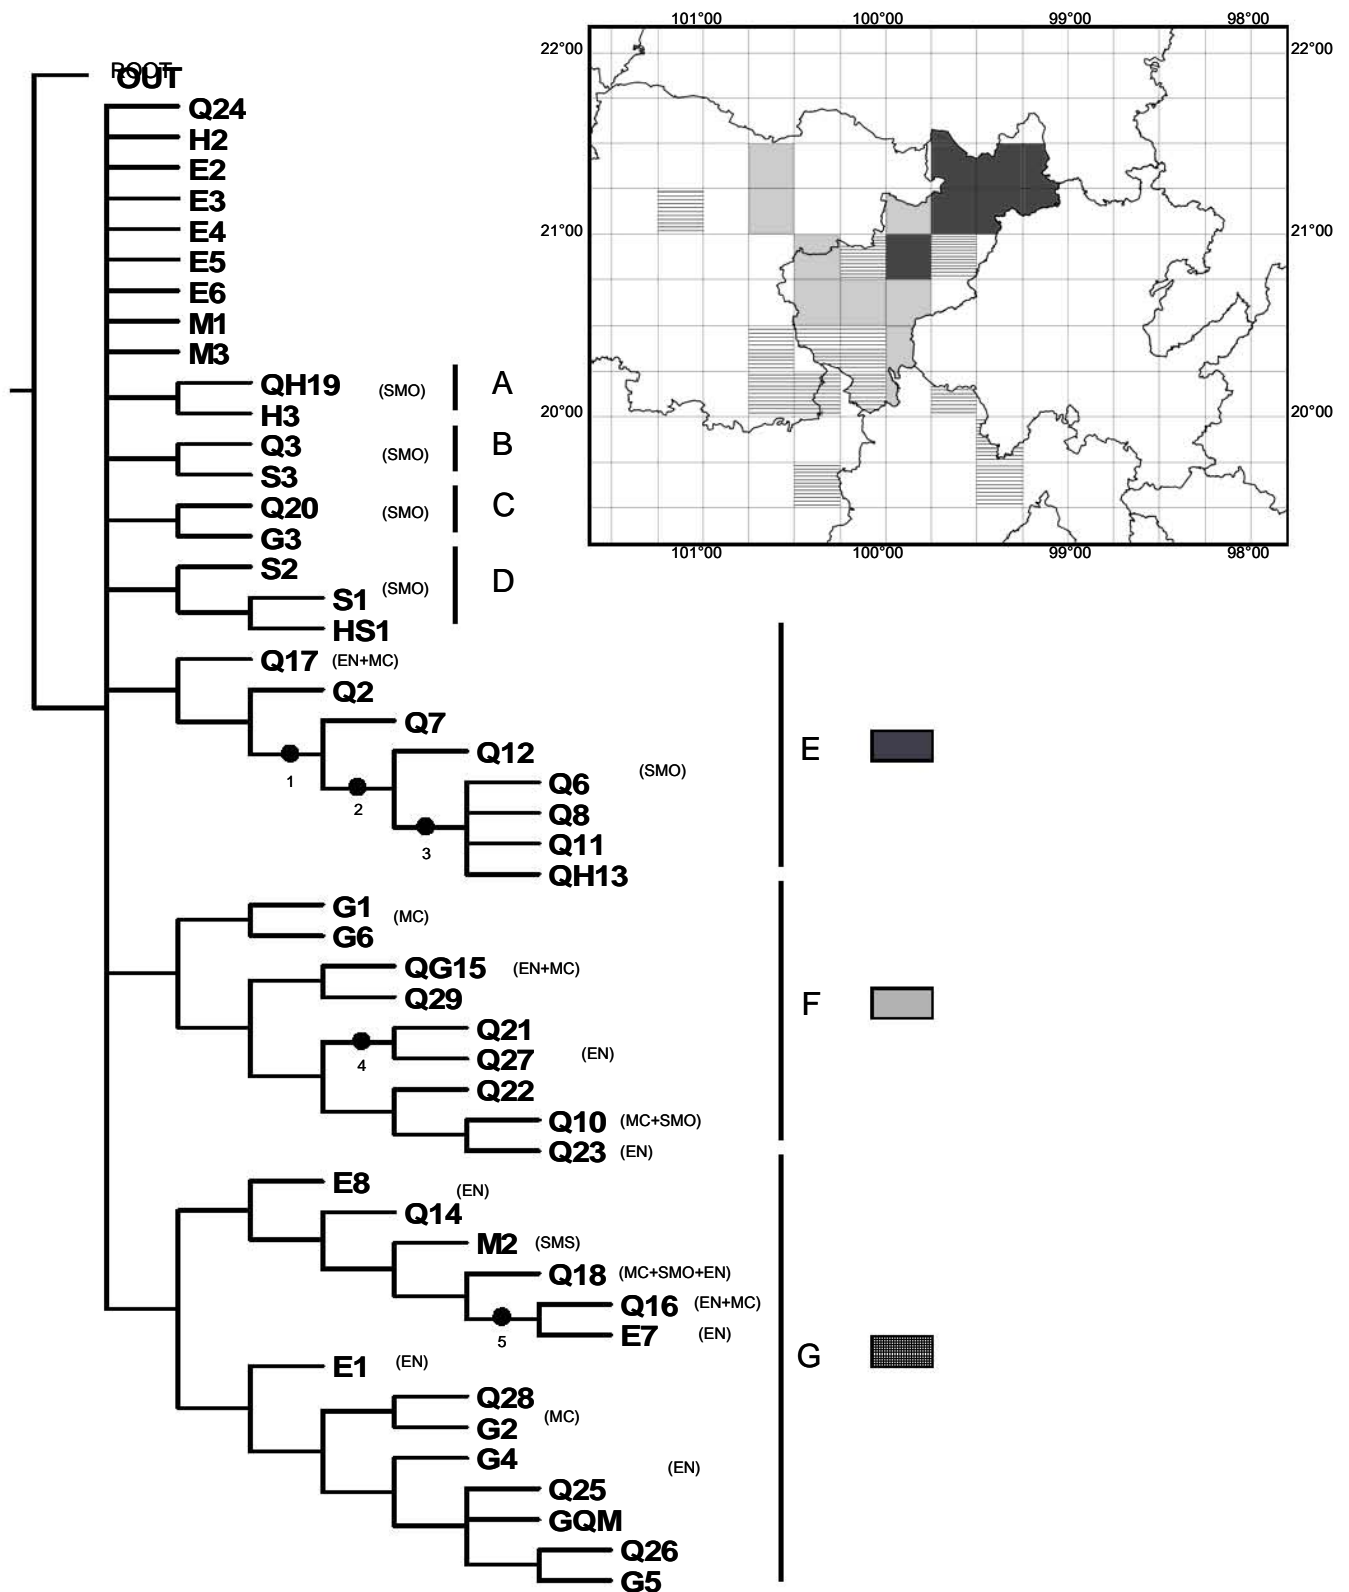 101°00 100°00 99°00 98°00
22°00 22°00
ROOT
OUT
Q24
H2
E2
E3
21°00 21°00
E4
E5
E6
M1
M3
QH19 (SMO) A
20°00 20°00
H3
Q3 (SMO) B
S3
Q20 (SMO) C
G3
101°00 100°00 99°00 98°00
S2
S1 (SMO) D
HS1
Q17 (EN+MC)
Q2
Q7
Q12
E
1
Q6 (SMO)
2
Q8
Q11
3
QH13
G1
(MC)
G6
QG15 (EN+MC)
Q29
F
Q21
Q27 (EN)
4
Q22
Q10 (MC+SMO)
Q23 (EN)
E8
(EN)
Q14
M2 (SMS)
Q18 (MC+SMO+EN)
Q16 (EN+MC)
E7 (EN)
5
G
E1 (EN)
Q28
(MC)
G2
G4
(EN)
Q25
GQM
Q26
G5